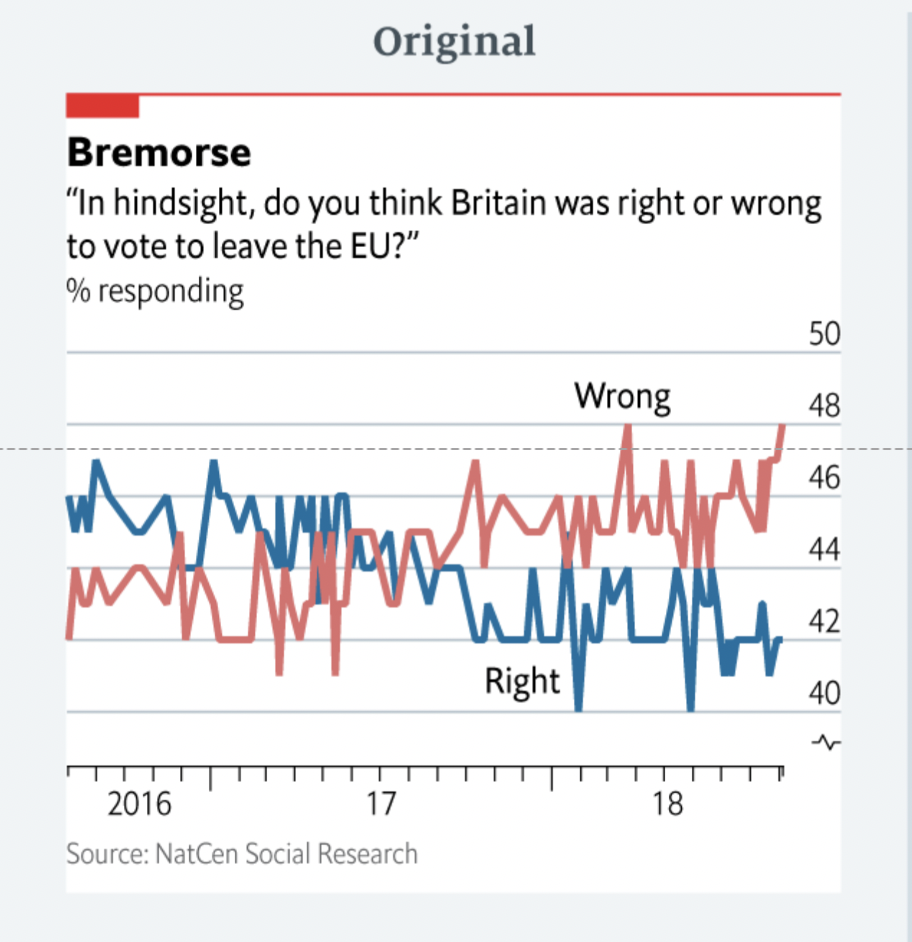 Original
Bremorse
“In hindsight, do you think Britain was right or wrong
to vote to leave the EU?”
% responding
50
Wrong
48
46
44
42
Right
40
2016 17 18
Source: NatCen Social Research